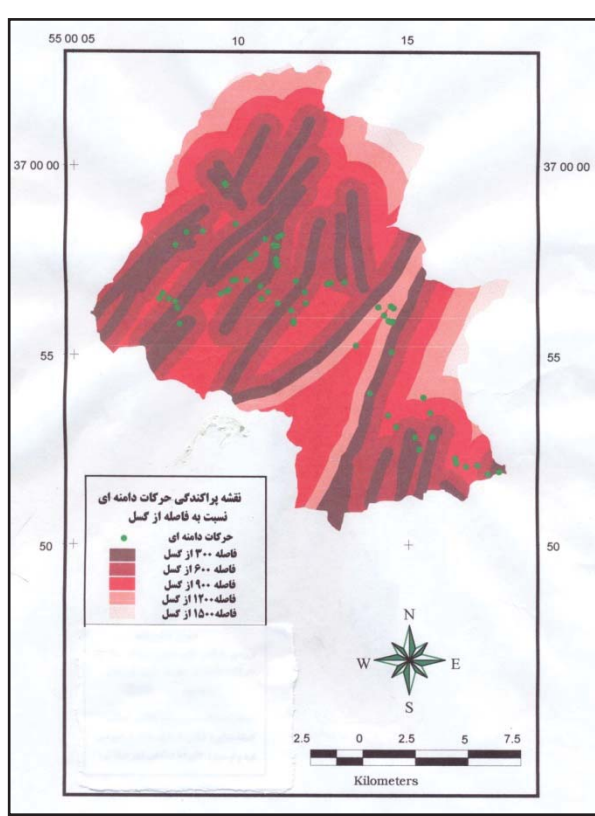 55 00 05
10
15
37 00 00
37 00 00
55
55
50
50
نقشه پراکندگی حرکات دامنه ای
نسبت به فاصله از گسل
حرکات دامنه ای
فاصله ۳۰۰ از گسل
فاصله ۶۰۰ از گسل
فاصله ۹۰۰ از گسل
فاصله ۱۲۰۰ از گسل
فاصله ۱۵۰۰ از گسل
N
W E
S
2.5 0 2.5 5 7.5
Kilometers